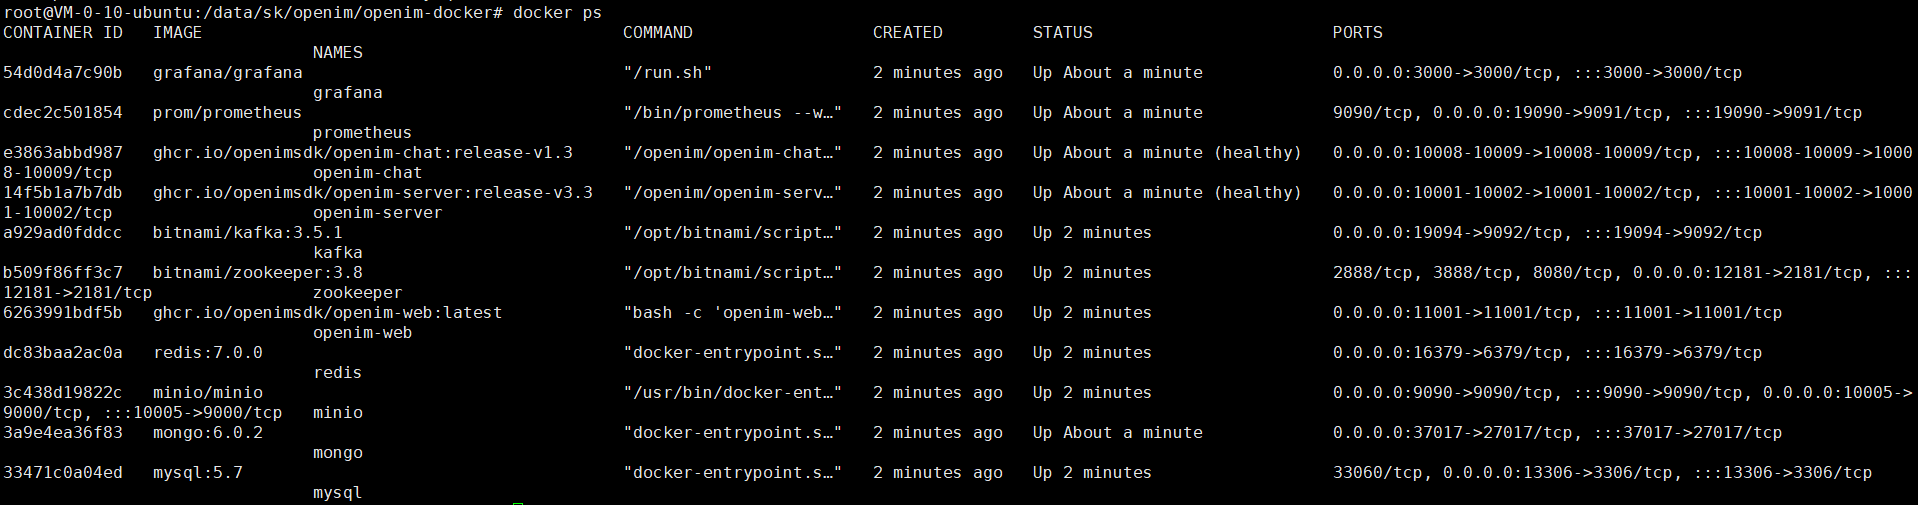 root@VM-0-10-ubuntu:/data/sk/openim/openim-docker# docker ps
CONTAINER ID   IMAGE                                          COMMAND                  CREATED         STATUS                        PORTS
                               NAMES
54d0d4a7c90b   grafana/grafana                                "/run.sh"                2 minutes ago   Up About a minute             0.0.0.0:3000->3000/tcp, :::3000->3000/tcp
                               grafana
cdec2c501854   prom/prometheus                                "/bin/prometheus --w…"   2 minutes ago   Up About a minute             9090/tcp, 0.0.0.0:19090->9091/tcp, :::19090->9091/tcp
                               prometheus
e3863abbd987   ghcr.io/openimsdk/openim-chat:release-v1.3     "/openim/openim-chat…"   2 minutes ago   Up About a minute (healthy)   0.0.0.0:10008-10009->10008-10009/tcp, :::10008-10009->1000
8-10009/tcp                    openim-chat
14f5b1a7b7db   ghcr.io/openimsdk/openim-server:release-v3.3   "/openim/openim-serv…"   2 minutes ago   Up About a minute (healthy)   0.0.0.0:10001-10002->10001-10002/tcp, :::10001-10002->1000
1-10002/tcp                    openim-server
a929ad0fddcc   bitnami/kafka:3.5.1                            "/opt/bitnami/script…"   2 minutes ago   Up 2 minutes                  0.0.0.0:19094->9092/tcp, :::19094->9092/tcp
                               kafka
b509f86ff3c7   bitnami/zookeeper:3.8                          "/opt/bitnami/script…"   2 minutes ago   Up 2 minutes                  2888/tcp, 3888/tcp, 8080/tcp, 0.0.0.0:12181->2181/tcp, :::
12181->2181/tcp                zookeeper
6263991bdf5b   ghcr.io/openimsdk/openim-web:latest            "bash -c 'openim-web…"   2 minutes ago   Up 2 minutes                  0.0.0.0:11001->11001/tcp, :::11001->11001/tcp
                               openim-web
dc83baa2ac0a   redis:7.0.0                                    "docker-entrypoint.s…"   2 minutes ago   Up 2 minutes                  0.0.0.0:16379->6379/tcp, :::16379->6379/tcp
                               redis
3c438d19822c   minio/minio                                    "/usr/bin/docker-ent…"   2 minutes ago   Up 2 minutes                  0.0.0.0:9090->9090/tcp, :::9090->9090/tcp, 0.0.0.0:10005->
9000/tcp, :::10005->9000/tcp   minio
3a9e4ea36f83   mongo:6.0.2                                    "docker-entrypoint.s…"   2 minutes ago   Up About a minute             0.0.0.0:37017->27017/tcp, :::37017->27017/tcp
                               mongo
33471c0a04ed   mysql:5.7                                      "docker-entrypoint.s…"   2 minutes ago   Up 2 minutes                  33060/tcp, 0.0.0.0:13306->3306/tcp, :::13306->3306/tcp
                               mysql